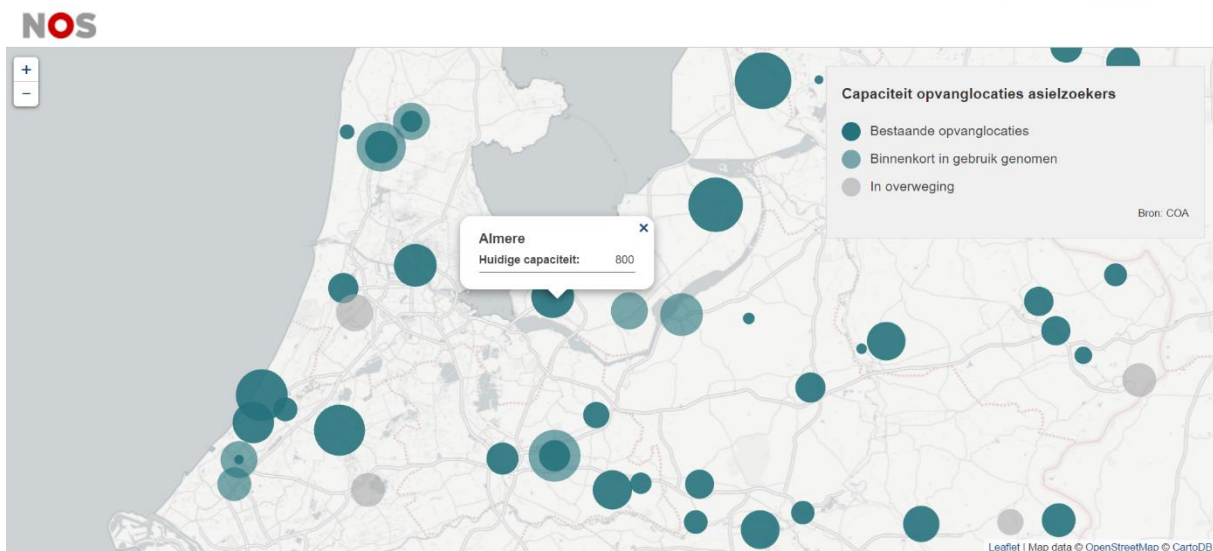 NOS
+
−
Capaciteit opvanglocaties asielzoekers
Bestaande opvanglocaties
Binnenkort in gebruik genomen
In overweging
Bron: COA
×
Almere
Huidige capaciteit: 800
Leaflet | Map data © OpenStreetMap © CartoDB